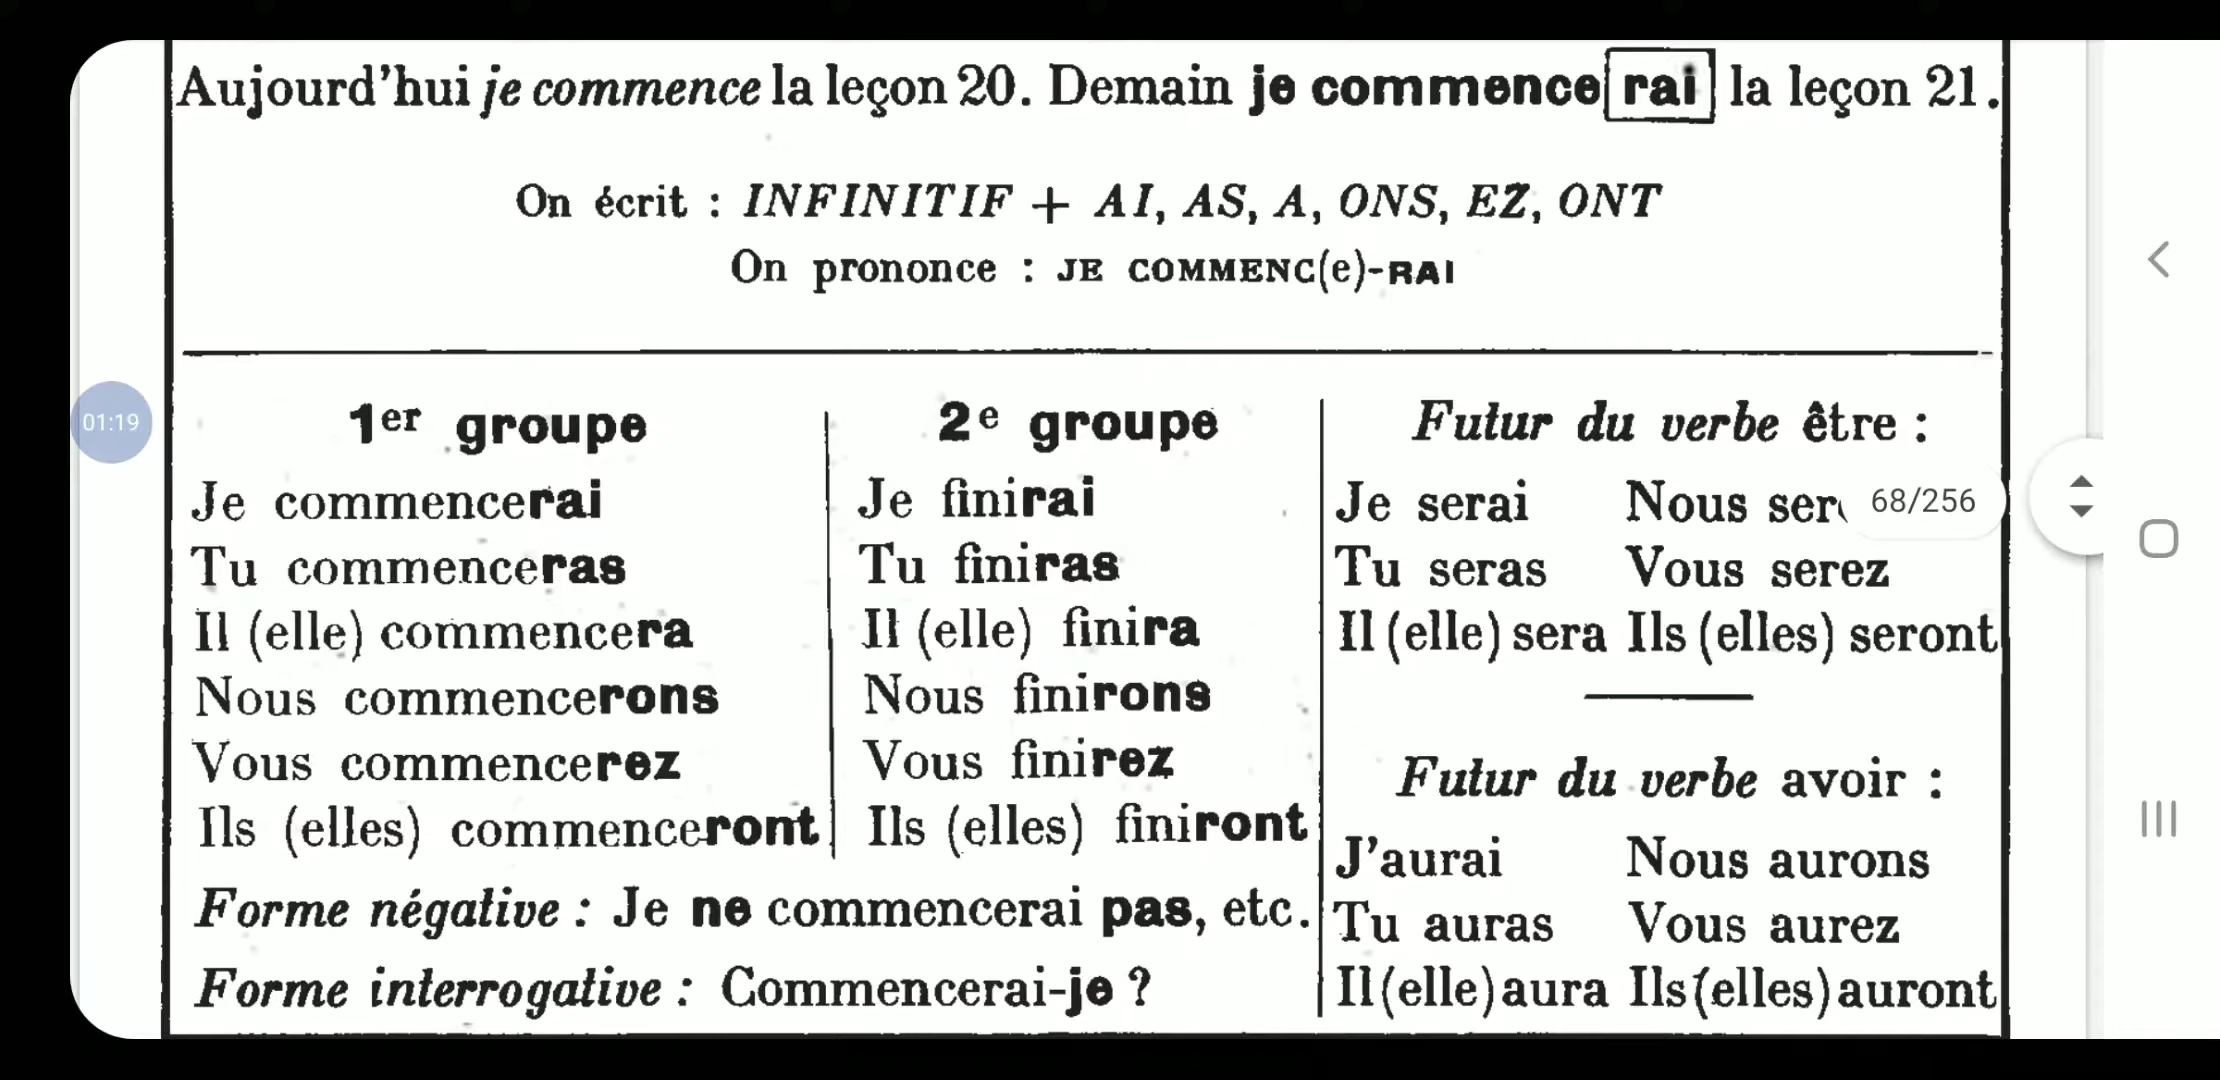 Aujourd'hui je commence la leçon 20. Demain je commence rai la leçon 21.
On écrit : INFINITIF + AI, AS, A, ONS, EZ, ONT
On prononce : JE COMMENC(e)-RAI
01:19
1er groupe
Je commencerai
Tu commenceras
Il (elle) commencera
Nous commencerons
Vous commencerez
Ils (elles) commenceront
2e groupe
Je finirai
Tu finiras
Il (elle) finira
Nous finirons
Vous finirez
Ils (elles) finiront
Forme négative : Je ne commencerai pas, etc.
Forme interrogative : Commencerai-je ?
Futur du verbe être :
Je serai Nous
68/256
Tu seras Vous serez
Il (elle) sera Ils (elles) seront
Futur du verbe avoir :
J'aurai Nous aurons
Tu auras Vous aurez
Il (elle) aura Ils (elles) auront